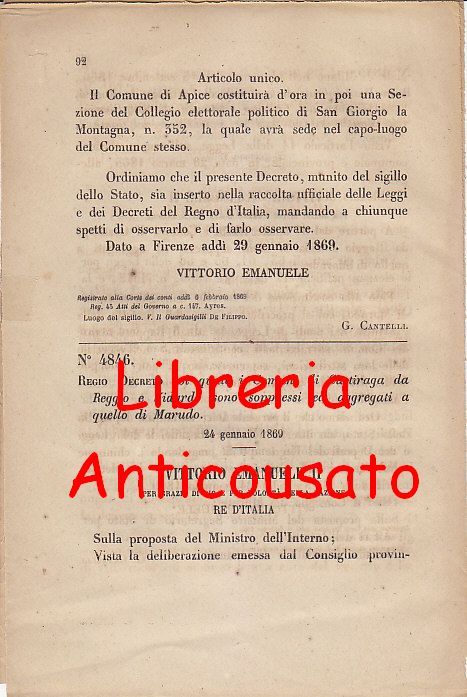 92
Articolo unico.
Il Comune di Apice costituirà d'ora in poi una Se-
zione del Collegio elettorale politico di San Giorgio la
Montagna, n. 352, la quale avrà sede nel capo-luogo
del Comune stesso.
Ordiniamo che il presente Decreto, munito del sigillo
dello Stato, sia inserto nella raccolta ufficiale delle Leggi
e dei Decreti del Regno d'Italia, mandando a chiunque
spetti di osservarlo e di farlo osservare.
Dato a Firenze addì 29 gennaio 1869.
VITTORIO EMANUELE
Registrato alla Corte dei conti addì 6 febbraio 1869
Reg. 45 Atti del Governo a c. 147. Ayres.
Luogo del sigillo. V. Il Guardasigilli DE FILIPPO.
G. CANTELLI.
N° 4846.
REGIO DECRETO
Libreria
Reggio e sono soppressi ed aggregati a
quello di Marudo.
24 gennaio 1869
Anticousato
VITTORIO EMANUELE II
RE D'ITALIA
Sulla proposta del Ministro dell'Interno;
Vista la deliberazione emessa dal Consiglio provin-